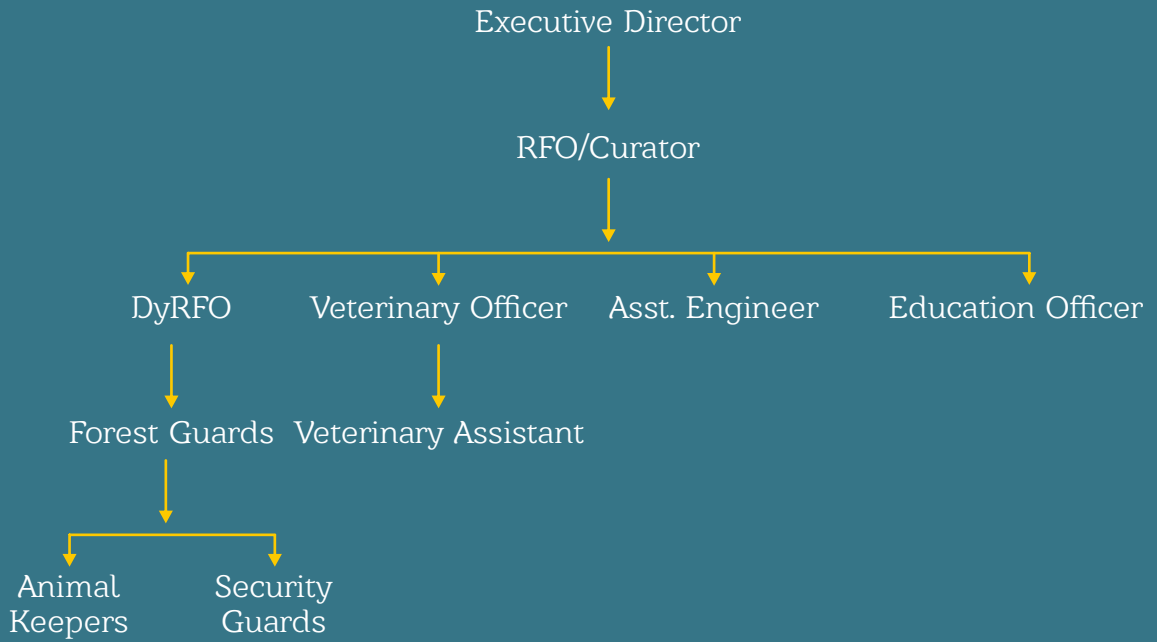 Executive Director
RFO/Curator
DyRFO
Veterinary Officer
Asst. Engineer
Education Officer
Forest Guards
Veterinary Assistant
Animal
Keepers
Security
Guards